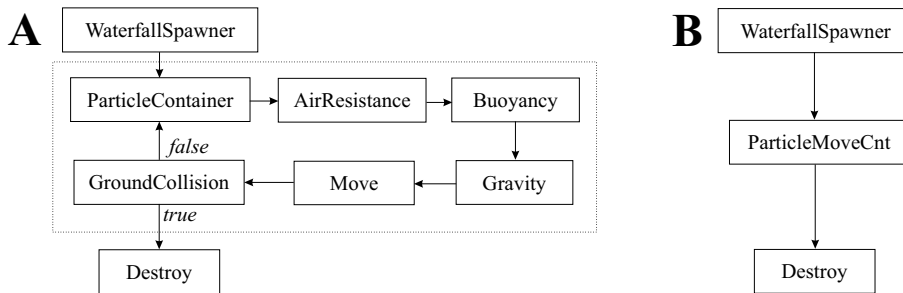 A
WaterfallSpawner
ParticleContainer
AirResistance
Buoyancy
false
GroundCollision
Move
Gravity
true
Destroy
B
WaterfallSpawner
ParticleMoveCnt
Destroy